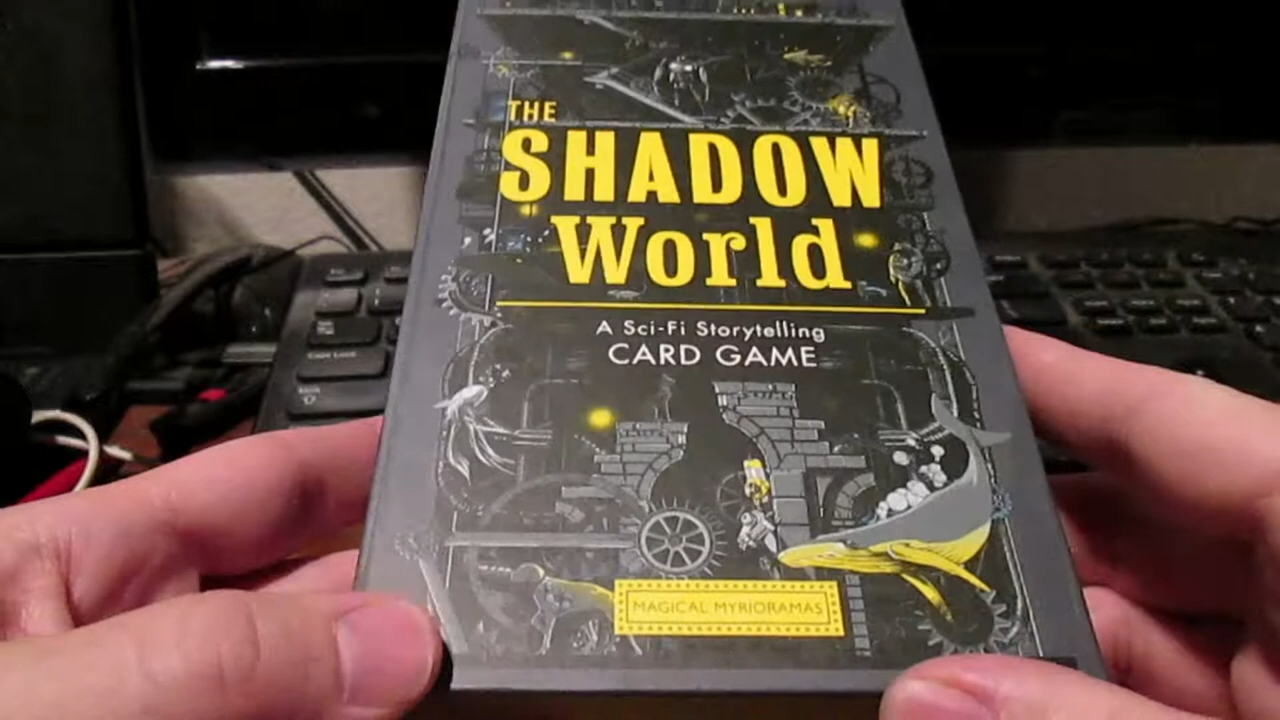 THE
SHADOW
World
A Sci-Fi Storytelling
CARD GAME
MAGICAL MYRIORAMAS